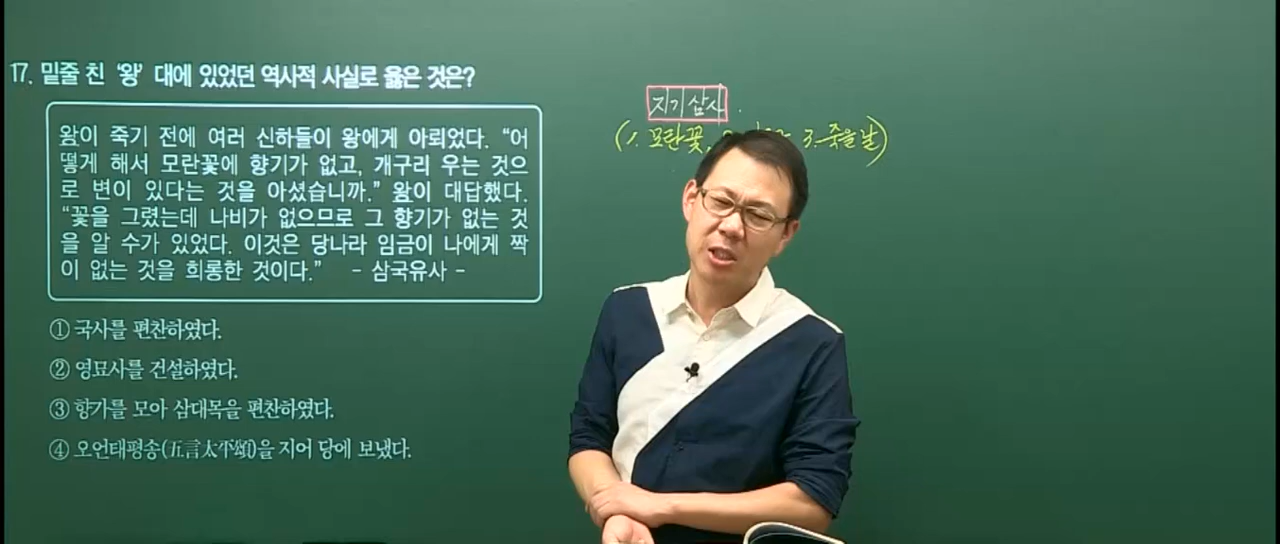 17. 밑줄 친 ‘왕’ 대에 있었던 역사적 사실로 옳은 것은?
왕이 죽기 전에 여러 신하들이 왕에게 아뢰었다. “어
떻게 해서 모란꽃에 향기가 없고, 개구리 우는 것으
로 변이 있다는 것을 아셨습니까.” 왕이 대답했다.
“꽃을 그렸는데 나비가 없으므로 그 향기가 없는 것
을 알 수가 있었다. 이것은 당나라 임금이 나에게 짝
이 없는 것을 희롱한 것이다.” - 삼국유사 -
① 국사를 편찬하였다.
② 영묘사를 건설하였다.
③ 향가를 모아 삼대목을 편찬하였다.
④ 오언태평송(五言太平頌)을 지어 당에 보냈다.
지기삼사
(1. 모란꽃, 3. 죽을 날)